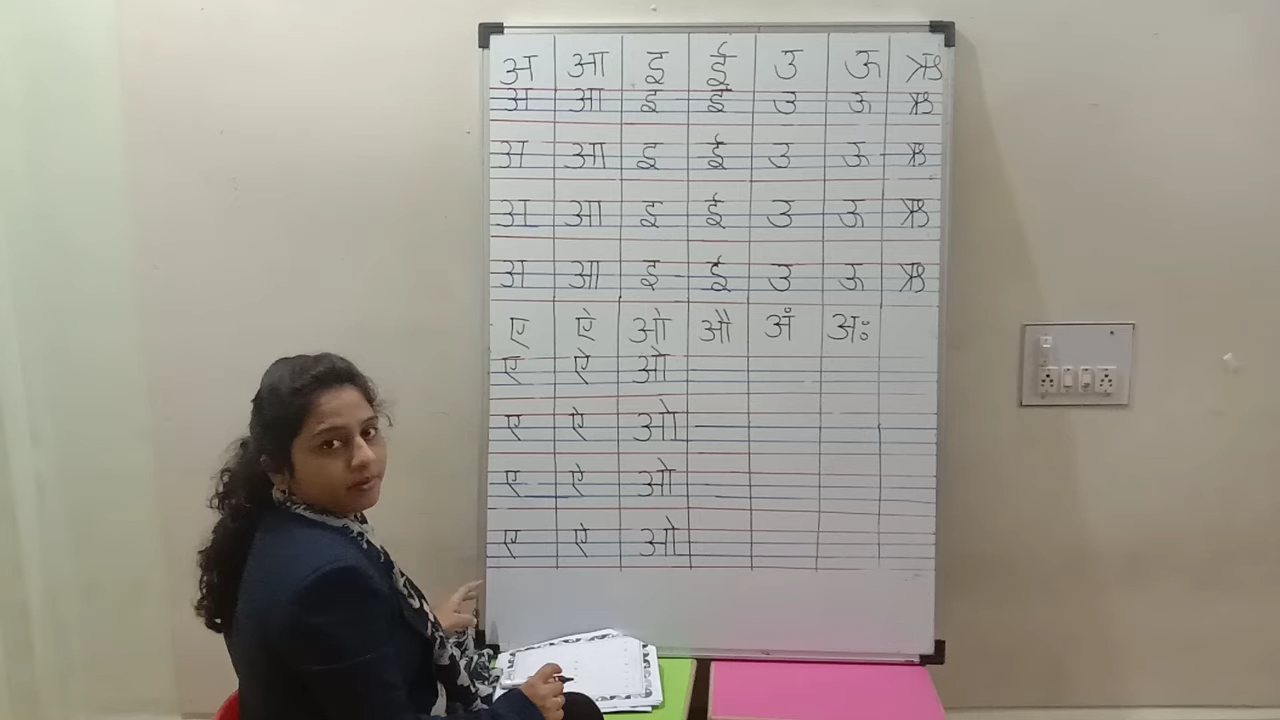 अ आ इ ई उ ऊ ऋ
अ आ इ ई उ ऊ ऋ
अ आ इ ई उ ऊ ऋ
अ आ इ ई उ ऊ ऋ
अ आ इ ई उ ऊ ऋ
ए ऐ ओ औ अं अः
ए ऐ ओ
ए ऐ ओ
ए ऐ ओ
ए ऐ ओ